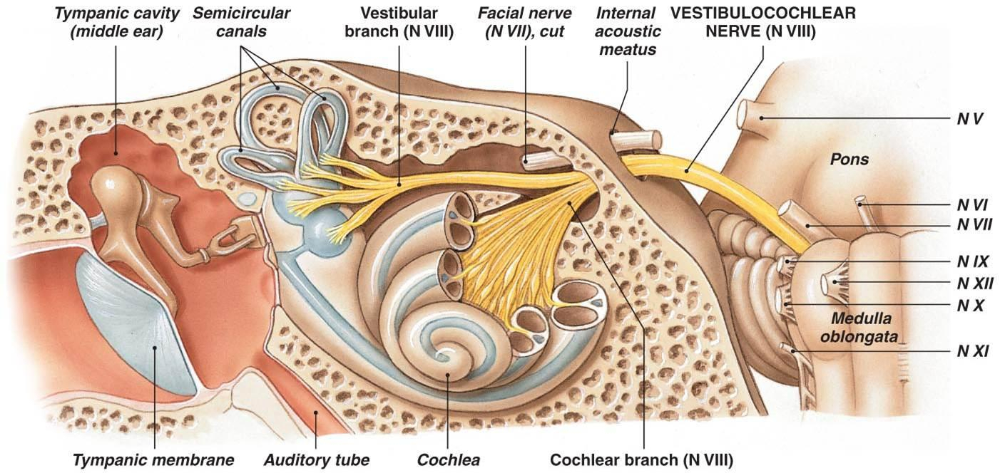 Tympanic cavity
(middle ear)
Semicircular
canals
Vestibular
branch (N VIII)
Facial nerve
(N VII), cut
Internal
acoustic
meatus
VESTIBULOCOCHLEAR
NERVE (N VIII)
N V
Pons
N VI
N VII
N IX
N XII
N X
Medulla
oblongata
N XI
Tympanic membrane
Auditory tube
Cochlea
Cochlear branch (N VIII)